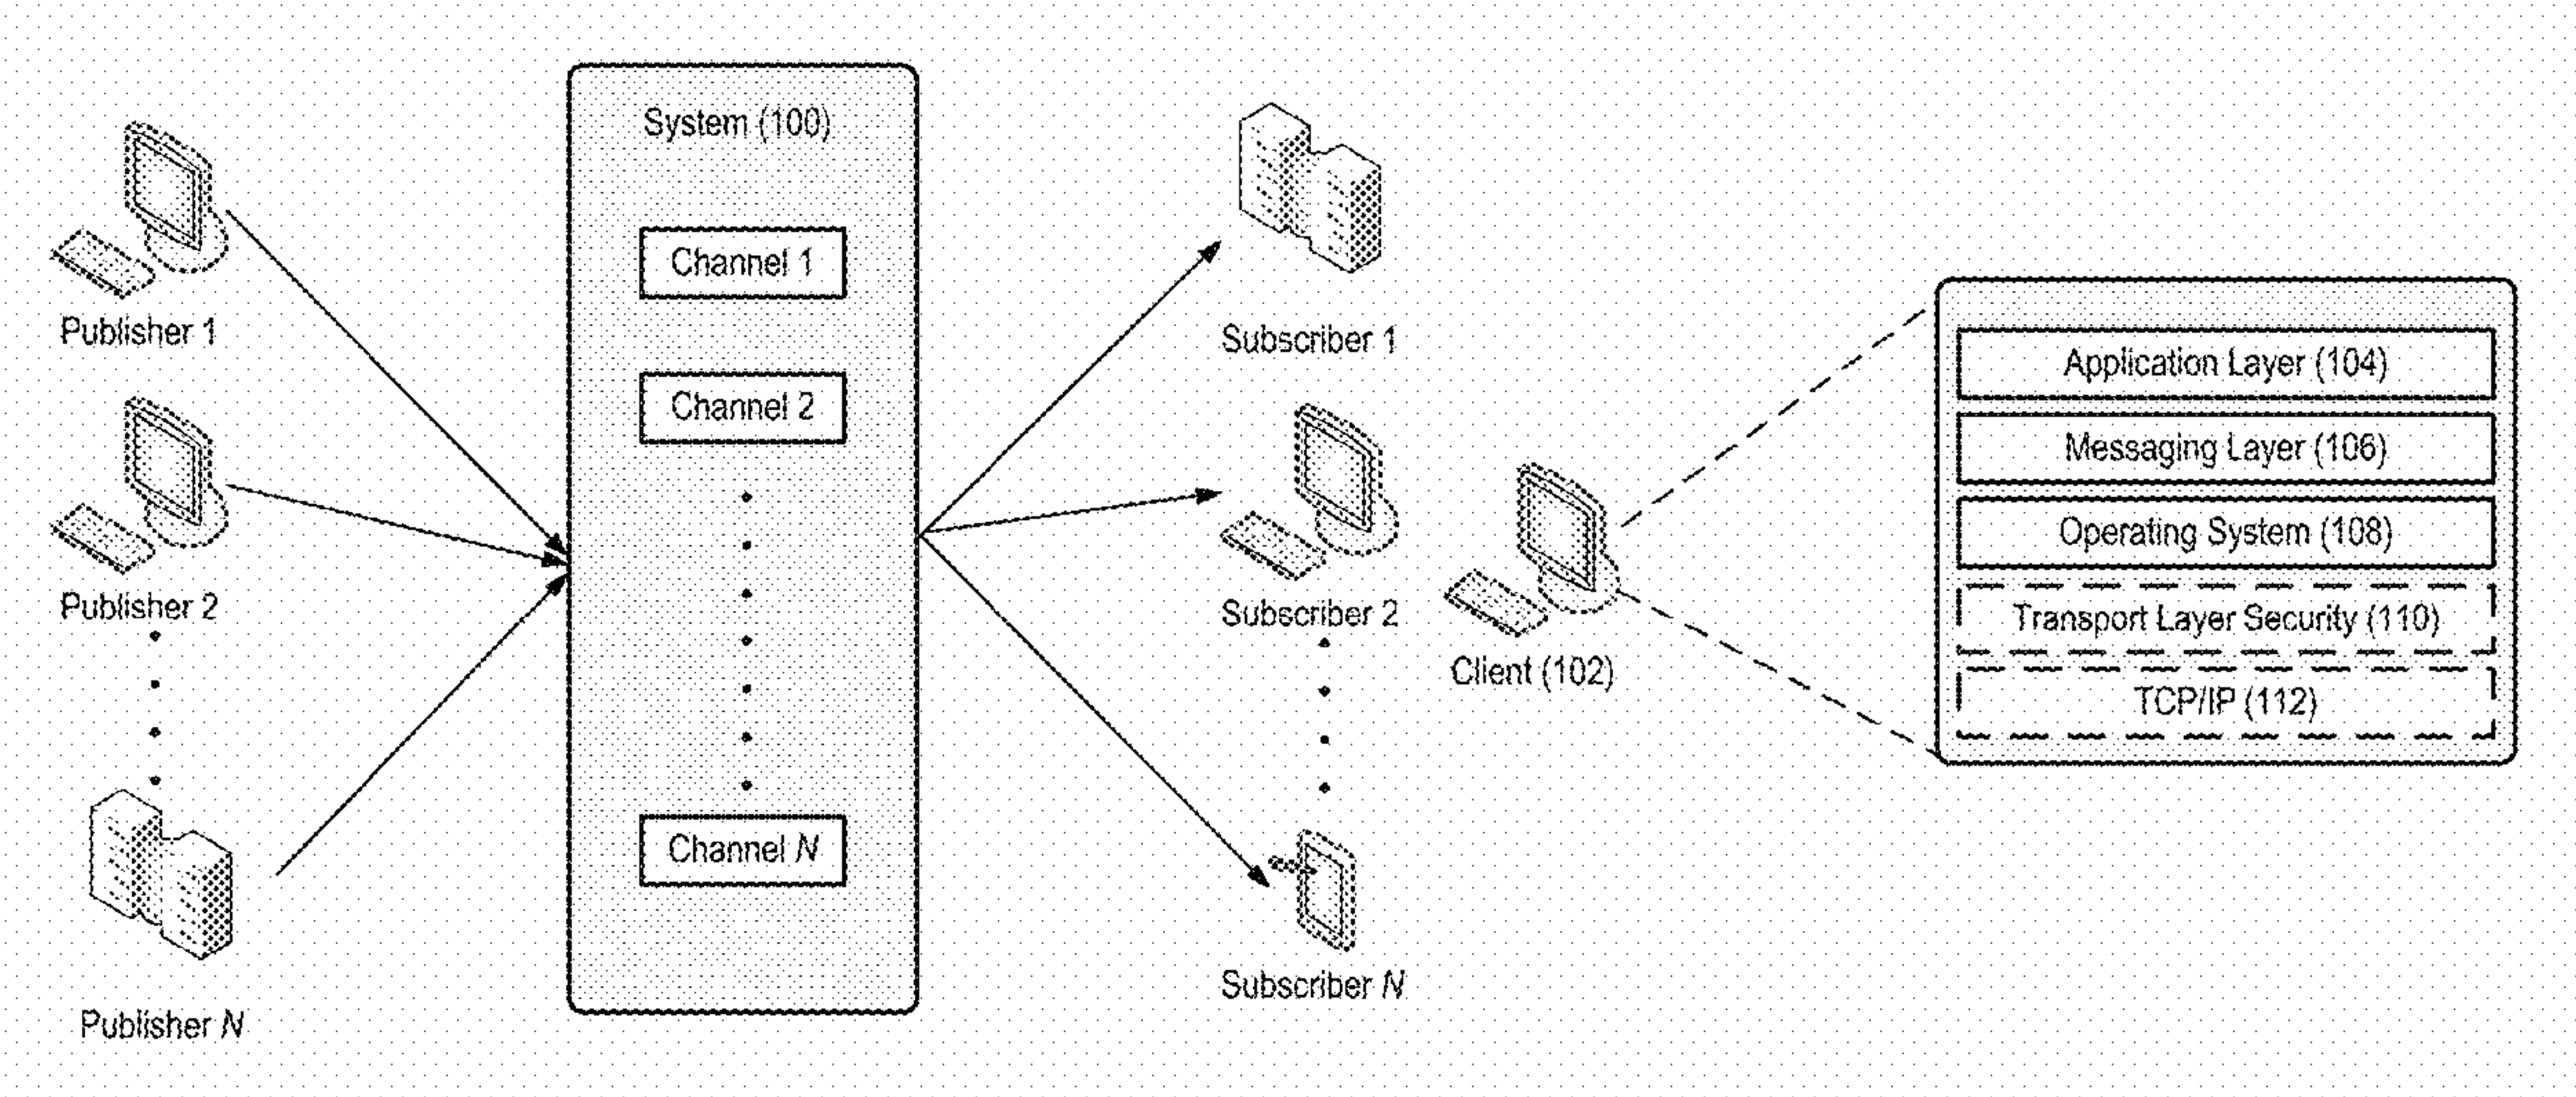 System (100)
Channel 1
Channel 2
Channel N
Publisher 1
Publisher 2
Publisher N
Subscriber 1
Subscriber 2
Subscriber N
Client (102)
Application Layer (104)
Messaging Layer (106)
Operating System (108)
Transport Layer Security (110)
TCP/IP (112)